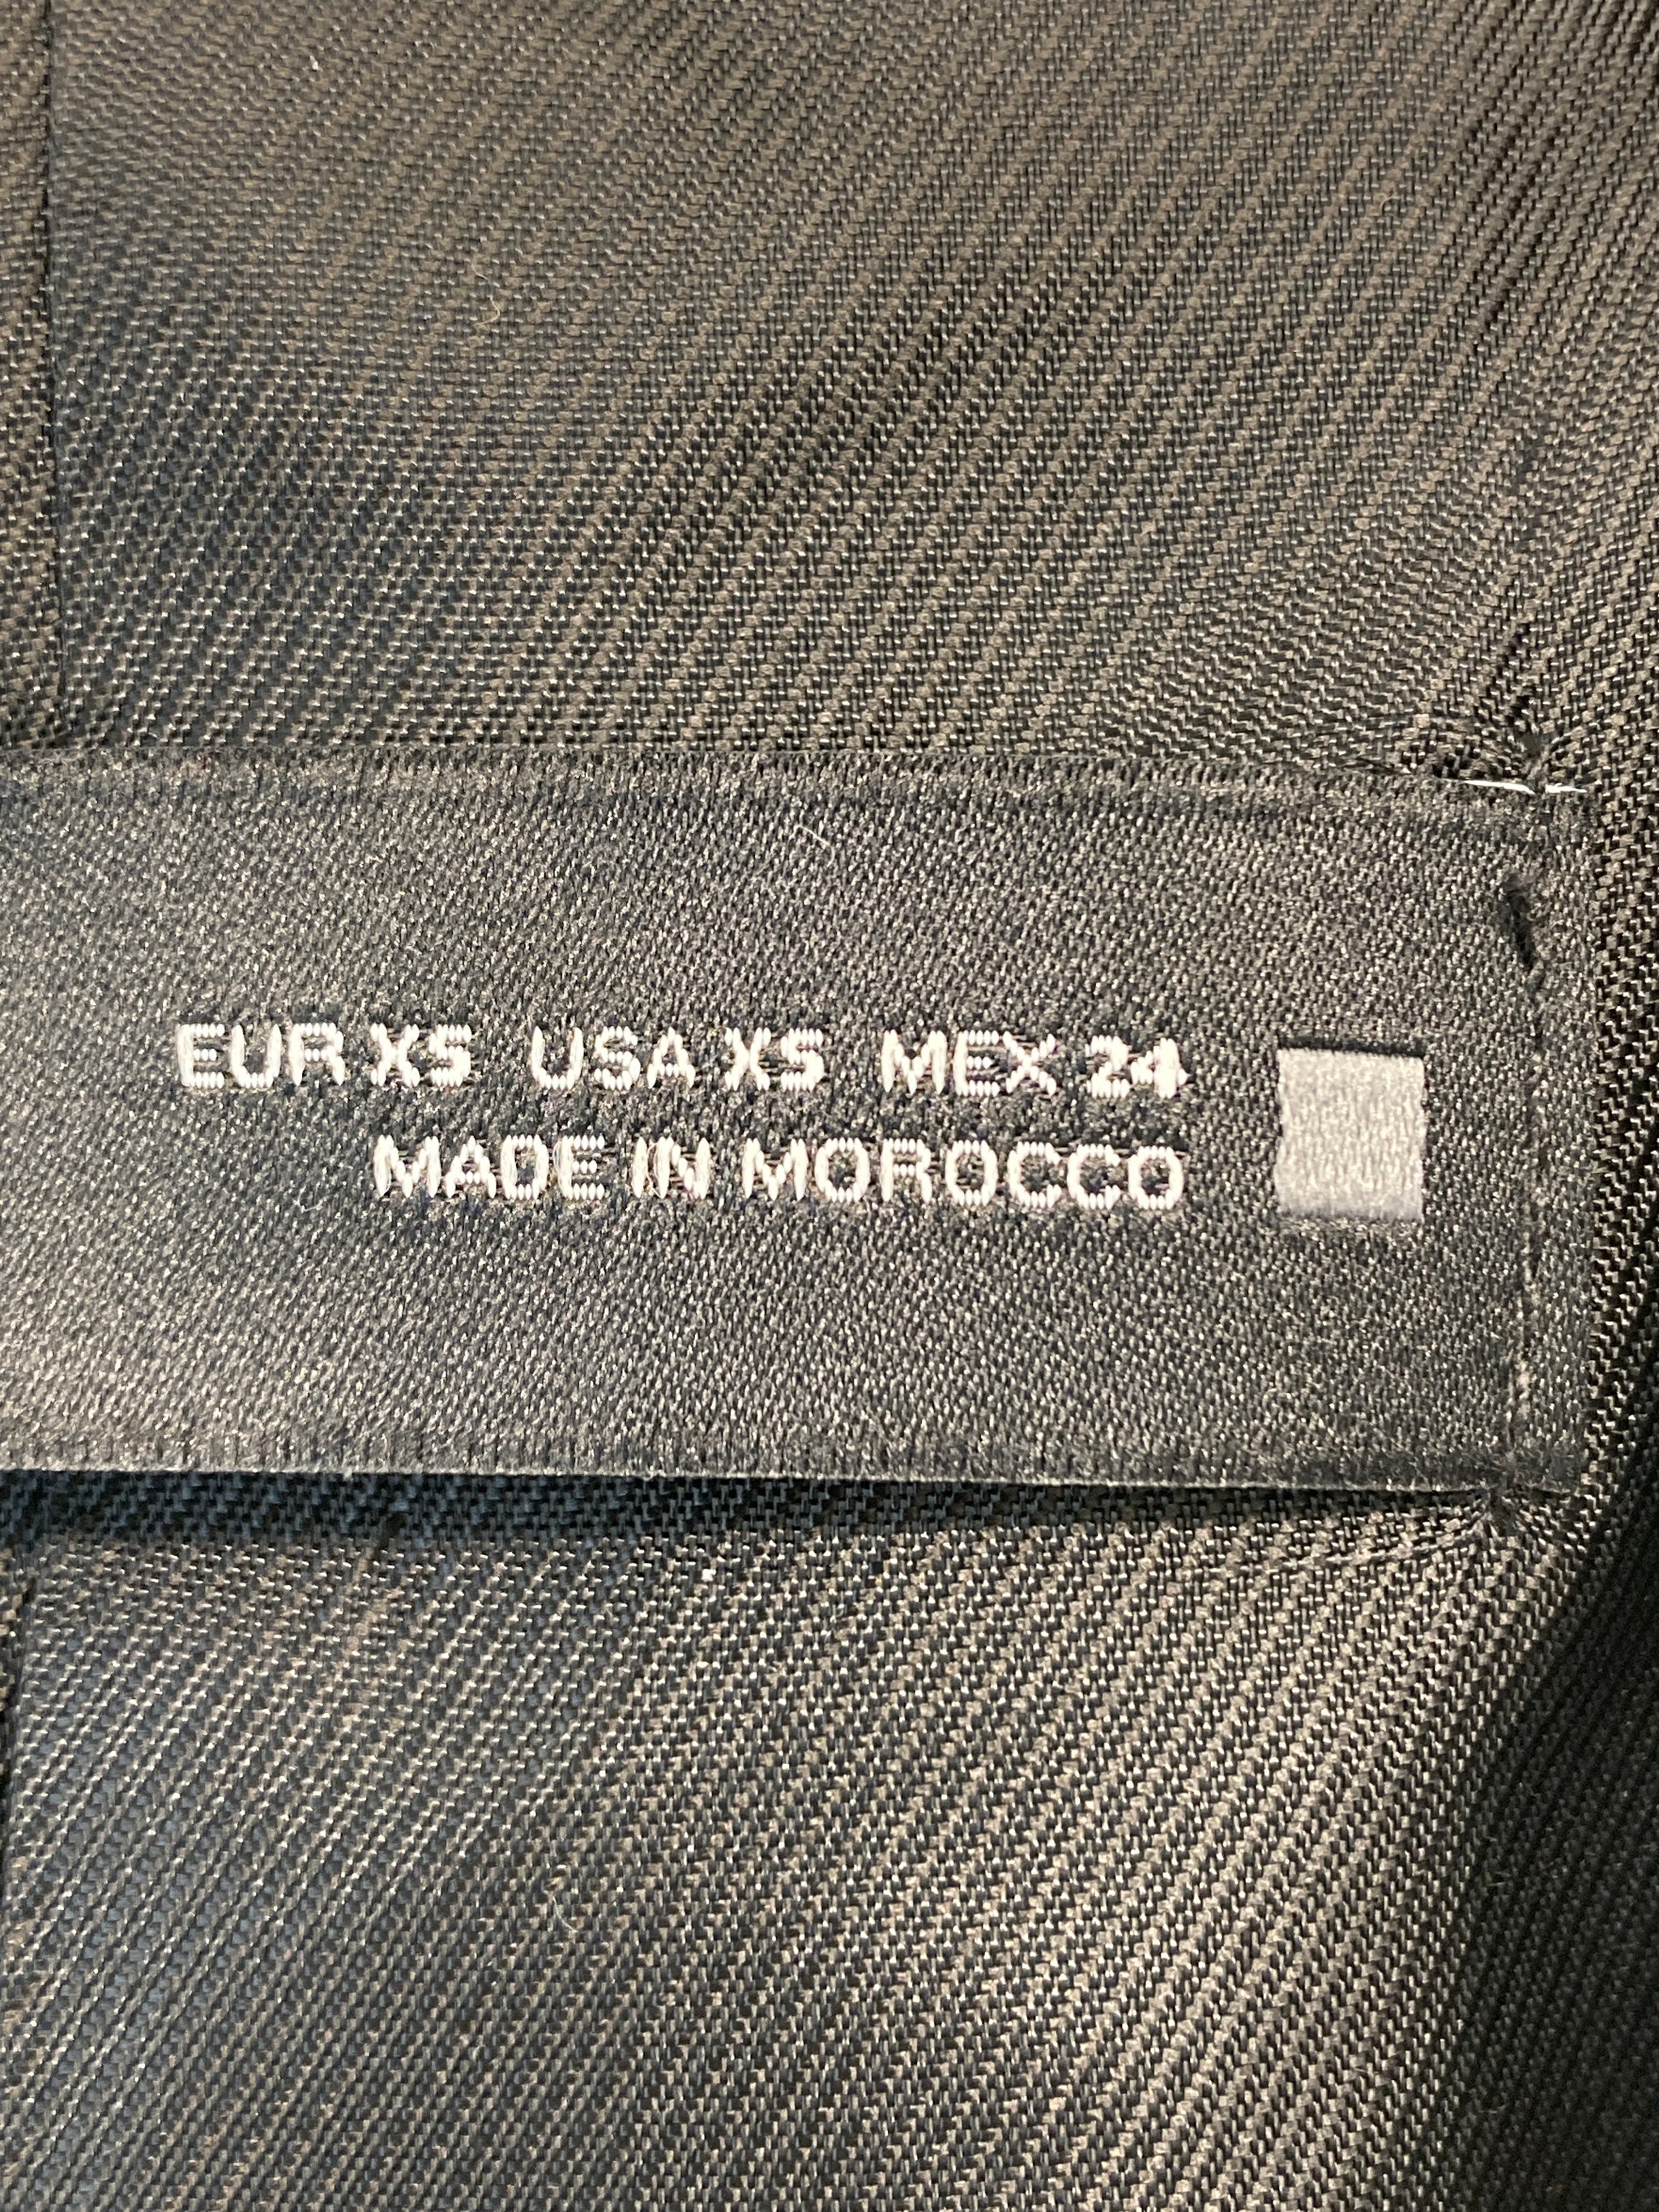 EUR XS USA XS MEX 24
MADE IN MOROCCO